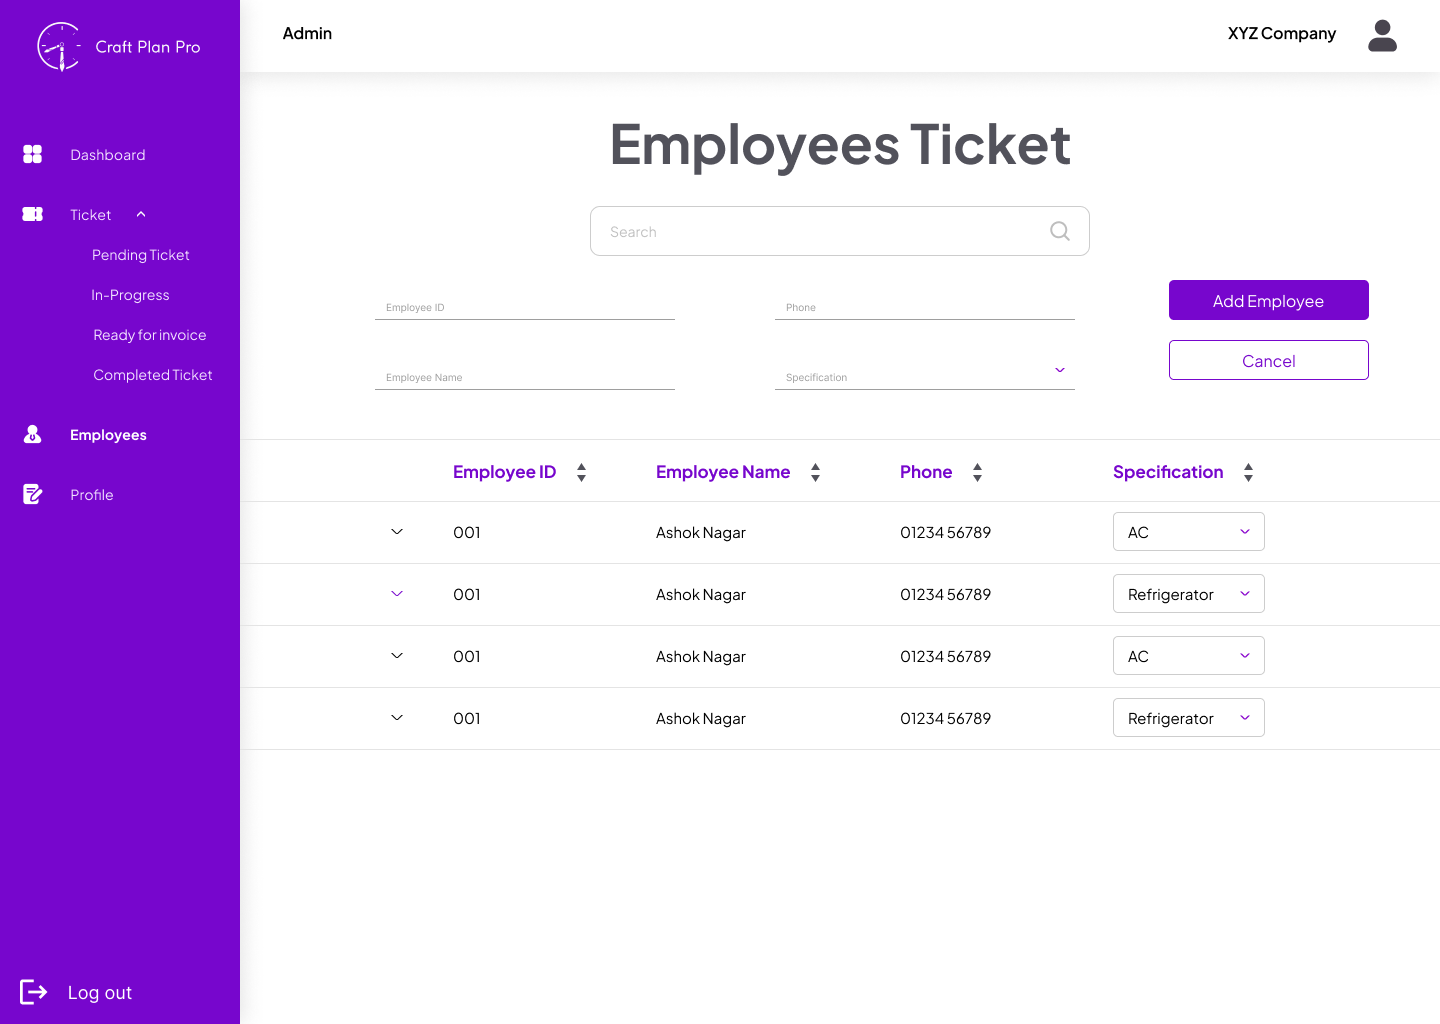 Craft Plan Pro
Admin
XYZ Company
Dashboard
Ticket
Pending Ticket
In-Progress
Ready for invoice
Completed Ticket
Employees
Profile
Log out
Employees Ticket
Search
Employee ID
Phone
Add Employee
Employee Name
Specification
Cancel
Employee ID Employee Name Phone Specification
001 Ashok Nagar 01234 56789 AC
001 Ashok Nagar 01234 56789 Refrigerator
001 Ashok Nagar 01234 56789 AC
001 Ashok Nagar 01234 56789 Refrigerator